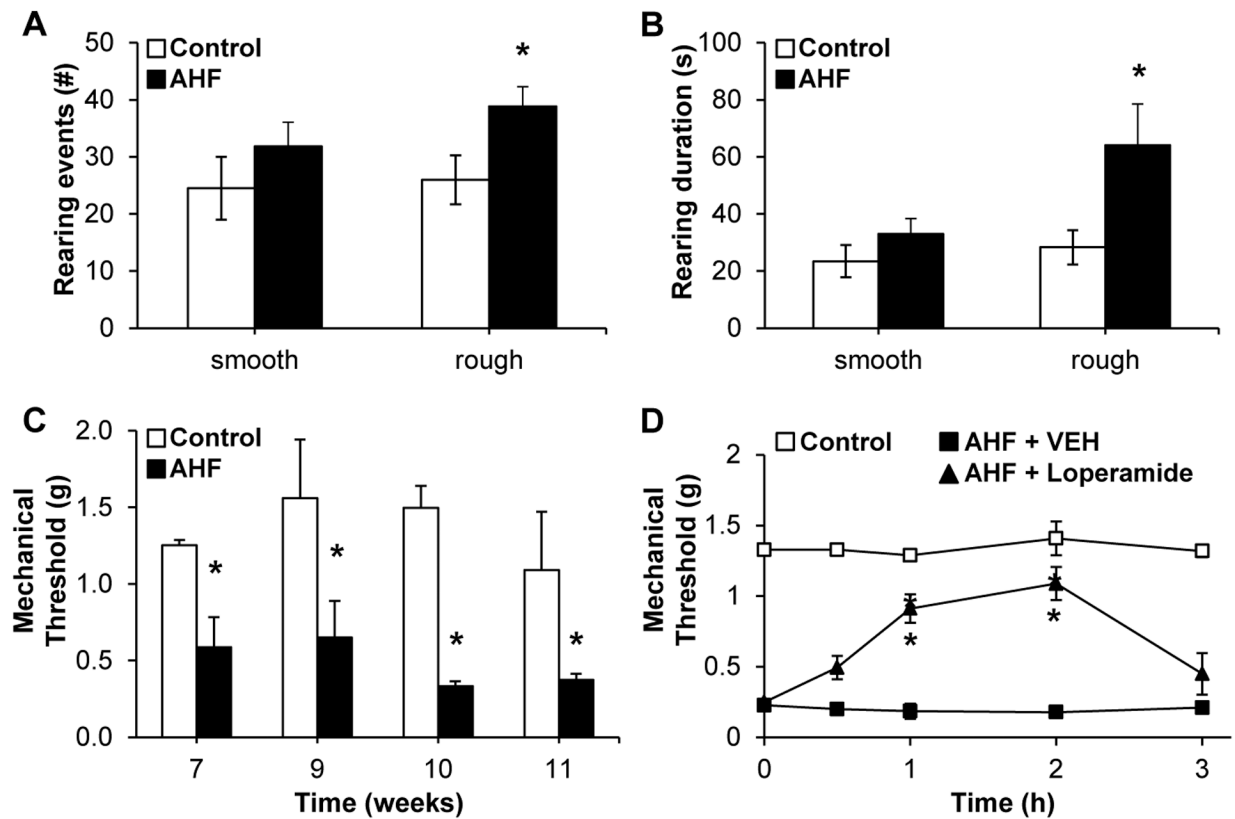 A
Rearing events (#)
50
40
30
20
10
0
Control
AHF
*
smooth
rough
B
Rearing duration (s)
100
80
60
40
20
0
Control
AHF
*
smooth
rough
C
Mechanical
Threshold (g)
2.0
1.5
1.0
0.5
0.0
Control
AHF
*
*
*
*
7
9
10
11
Time (weeks)
D
Mechanical
Threshold (g)
2
1.5
1
0.5
0
Control
AHF + VEH
AHF + Loperamide
*
*
*
*
0
1
2
3
Time (h)